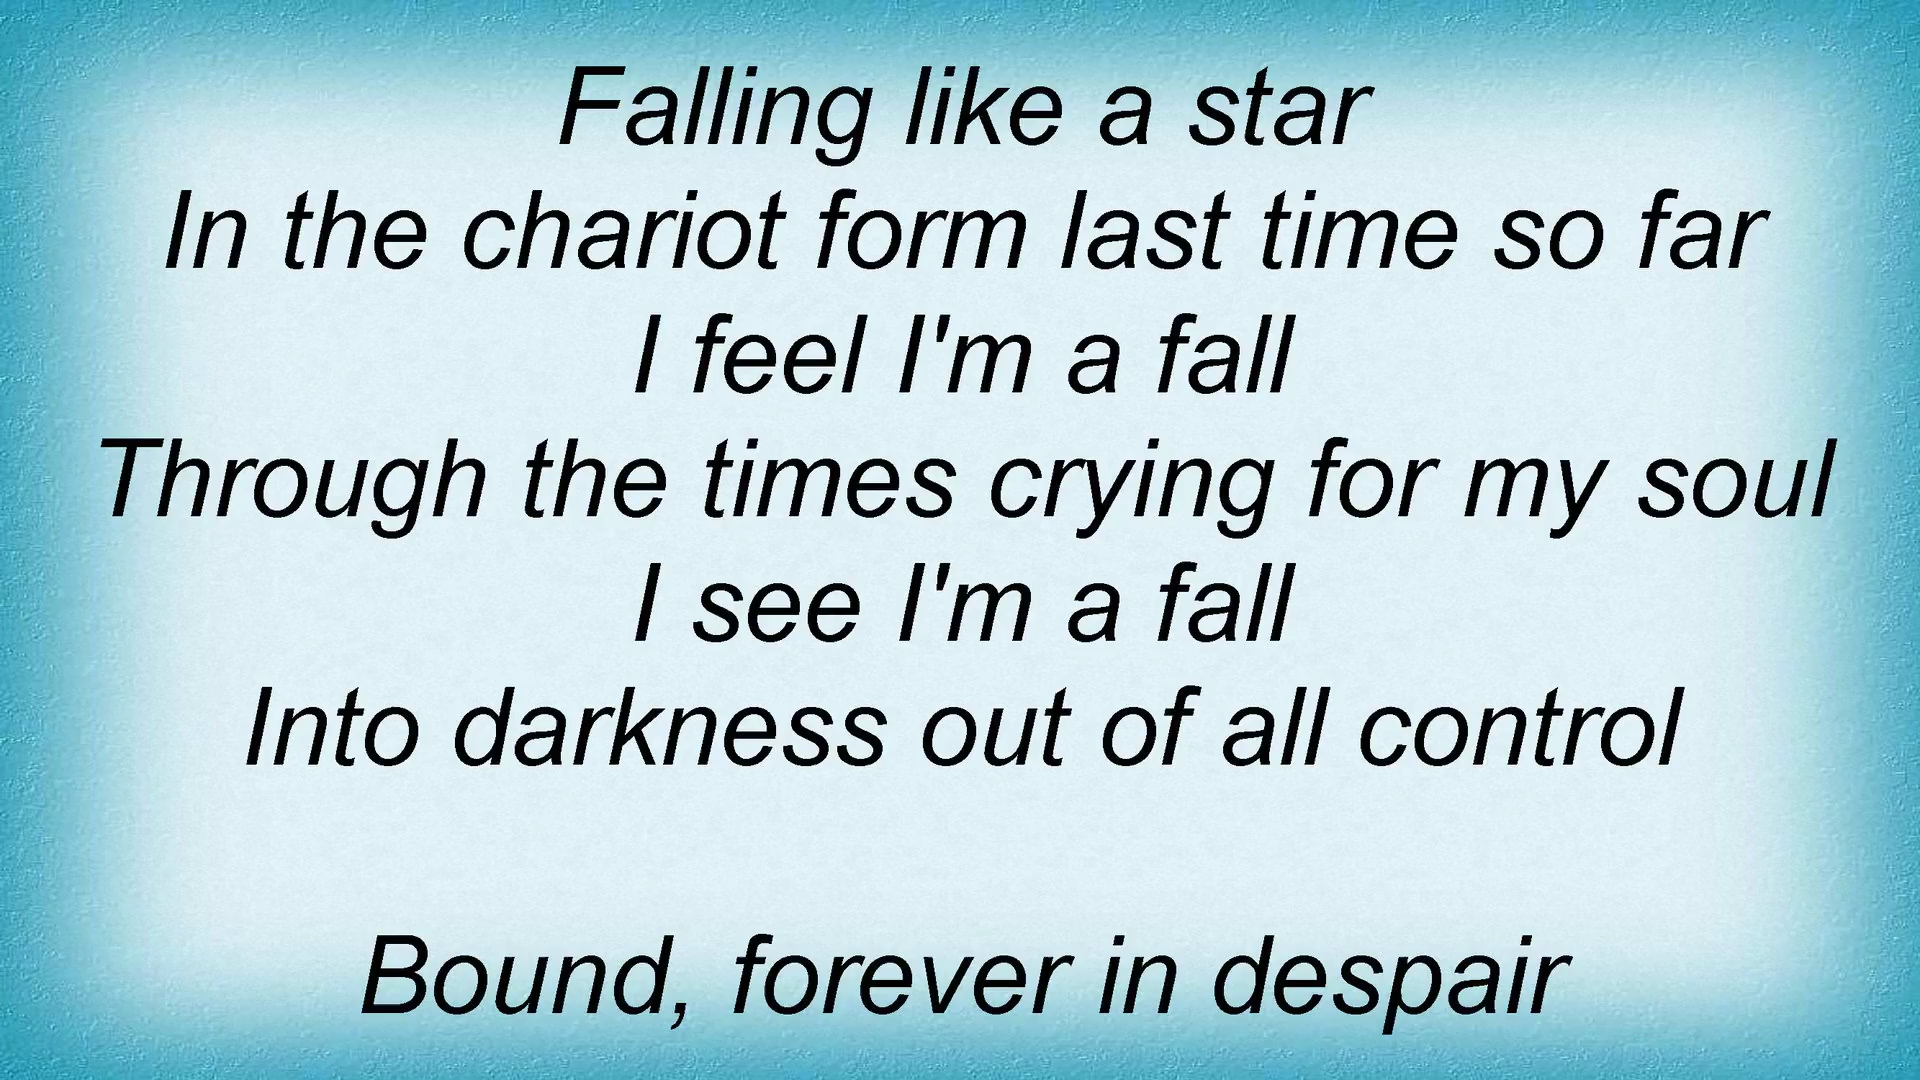 Falling like a star
In the chariot form last time so far
I feel I'm a fall
Through the times crying for my soul
I see I'm a fall
Into darkness out of all control
Bound, forever in despair